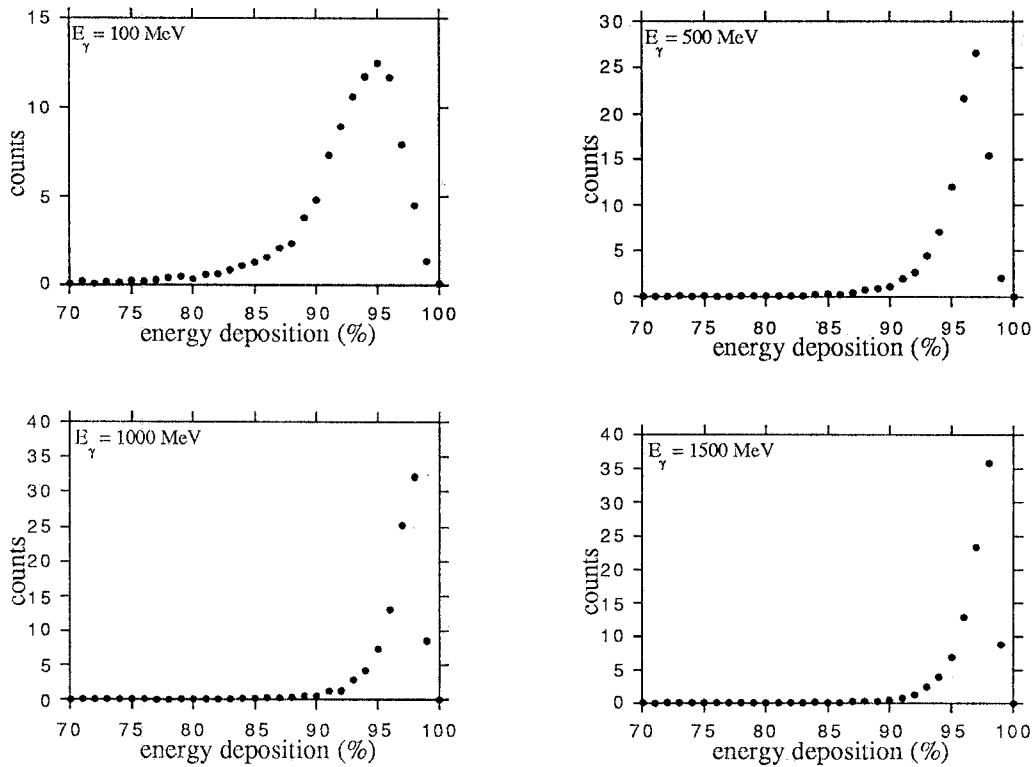 E_γ = 100 MeV
15
10
5
0
counts
70 75 80 85 90 95 100
energy deposition (%)
E_γ = 500 MeV
30
25
20
15
10
5
0
counts
70 75 80 85 90 95 100
energy deposition (%)
E_γ = 1000 MeV
40
35
30
25
20
15
10
5
0
counts
70 75 80 85 90 95 100
energy deposition (%)
E_γ = 1500 MeV
40
35
30
25
20
15
10
5
0
counts
70 75 80 85 90 95 100
energy deposition (%)